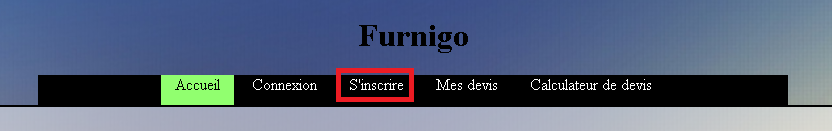 Furnigo
Accueil Connexion S'inscrire Mes devis Calculateur de devis